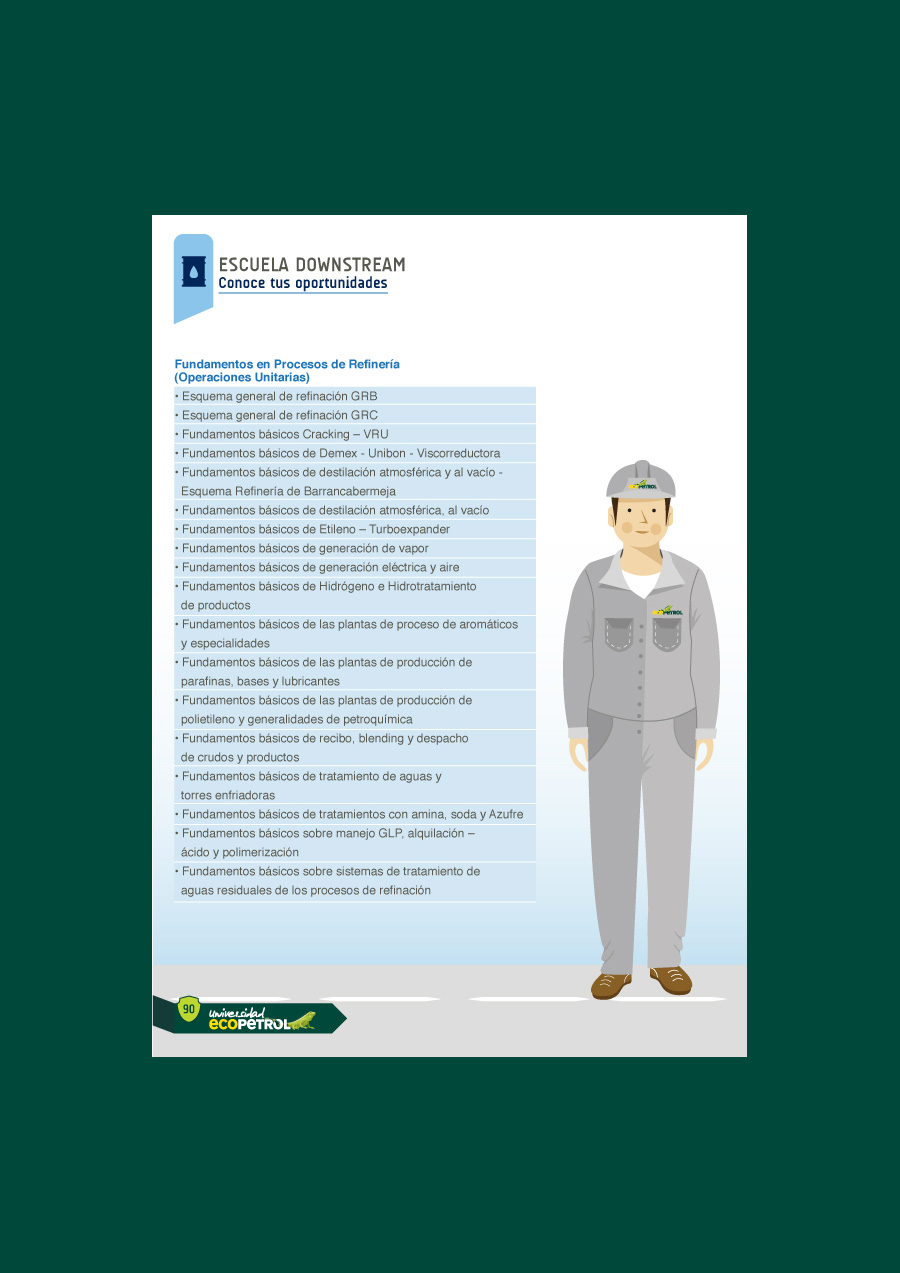 ESCUELA DOWNSTREAM
Conoce tus oportunidades
Fundamentos en Procesos de Refinería
(Operaciones Unitarias)
• Esquema general de refinación GRB
• Esquema general de refinación GRC
• Fundamentos básicos Cracking – VRU
• Fundamentos básicos de Demex - Unibon - Viscorreductora
• Fundamentos básicos de destilación atmosférica y al vacío -
Esquema Refinería de Barrancabermeja
• Fundamentos básicos de destilación atmosférica, al vacío
• Fundamentos básicos de Etileno – Turboexpander
• Fundamentos básicos de generación de vapor
• Fundamentos básicos de generación eléctrica y aire
• Fundamentos básicos de Hidrógeno e Hidrotratamiento
de productos
• Fundamentos básicos de las plantas de proceso de aromáticos
y especialidades
• Fundamentos básicos de las plantas de producción de
parafinas, bases y lubricantes
• Fundamentos básicos de las plantas de producción de
polietileno y generalidades de petroquímica
• Fundamentos básicos de recibo, blending y despacho
de crudos y productos
• Fundamentos básicos de tratamiento de aguas y
torres enfriadoras
• Fundamentos básicos de tratamientos con amina, soda y Azufre
• Fundamentos básicos sobre manejo GLP, alquilación –
ácido y polimerización
• Fundamentos básicos sobre sistemas de tratamiento de
aguas residuales de los procesos de refinación
ECOPETROL
ECOPETROL
90
universidad
ECOPETROL